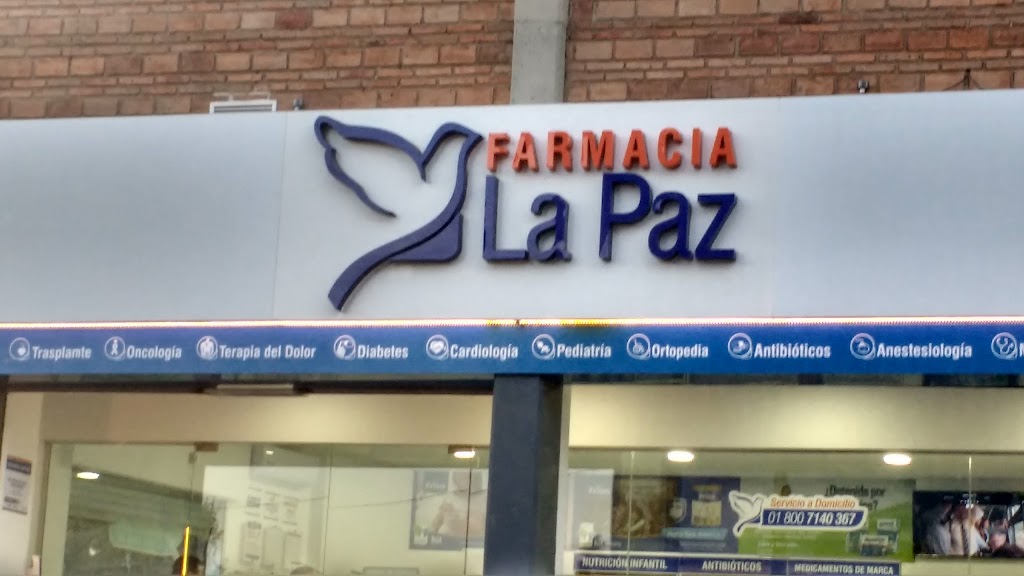 FARMACIA
La Paz
Trasplante Oncología Terapia del Dolor Diabetes Cardiología Pediatría Ortopedia Antibióticos Anestesiología
Servicio a Domicilio
01 800 7140 367
NUTRICIÓN INFANTIL ANTIBIÓTICOS MEDICAMENTOS DE MARCA